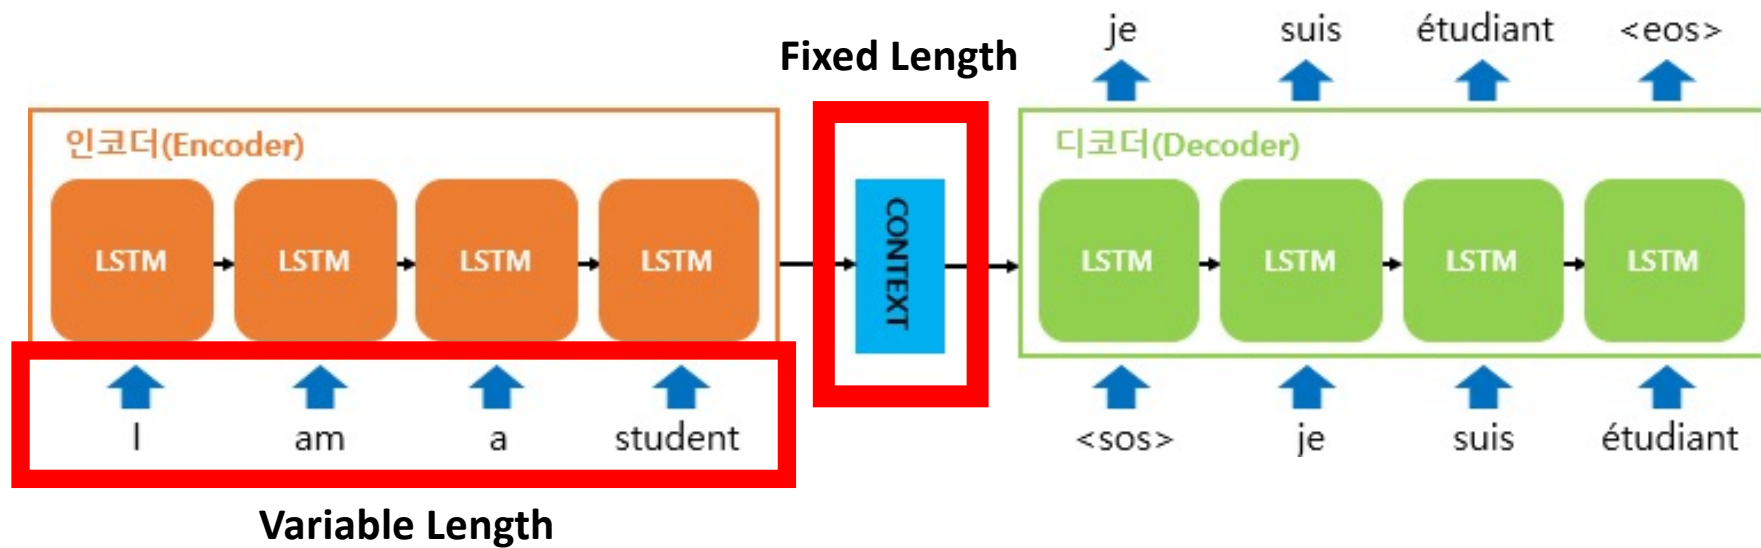 je suis étudiant <eos>
Fixed Length
인코더(Encoder)
LSTM LSTM LSTM LSTM
I am a student
Variable Length
CONTEXT
디코더(Decoder)
LSTM LSTM LSTM LSTM
<sos> je suis étudiant